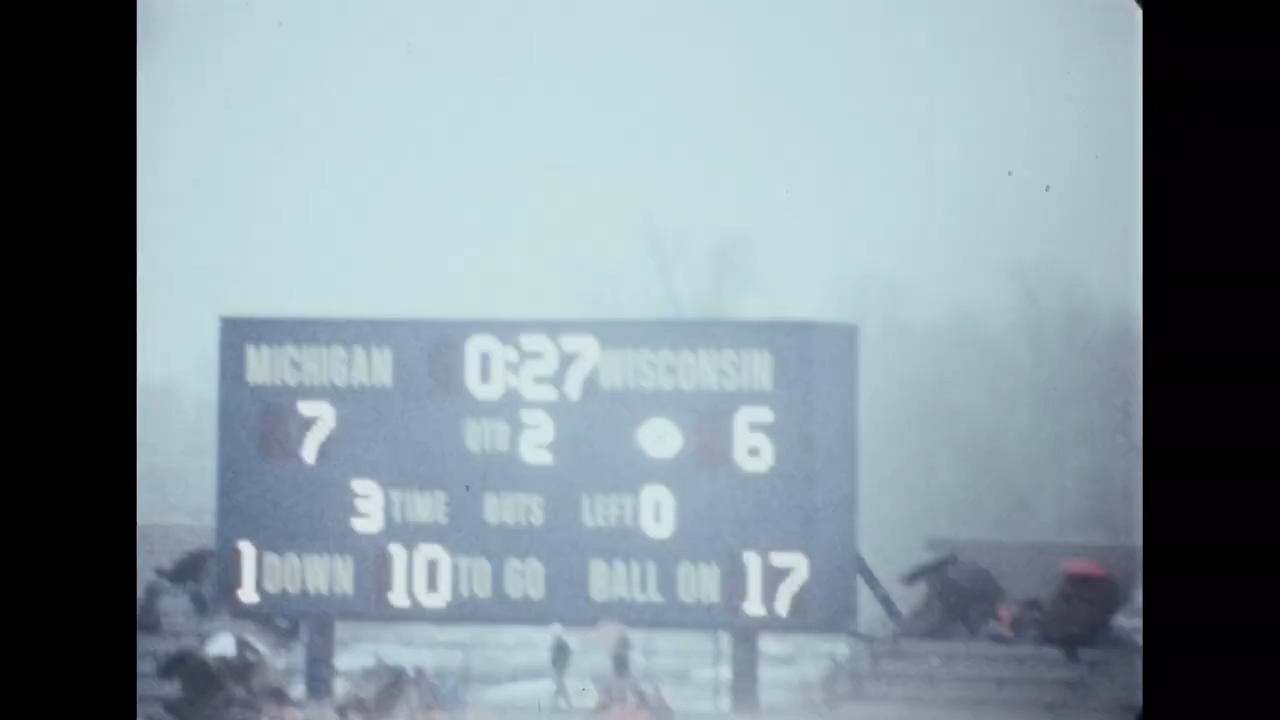 MICHIGAN 0:27 WISCONSIN
7 QTR 2 6
3 TIME OUTS LEFT 0
1 DOWN 10 TO GO BALL ON 17